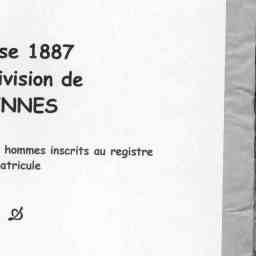 se 1887
ivision de
NNES
hommes inscrits au registre
atricule